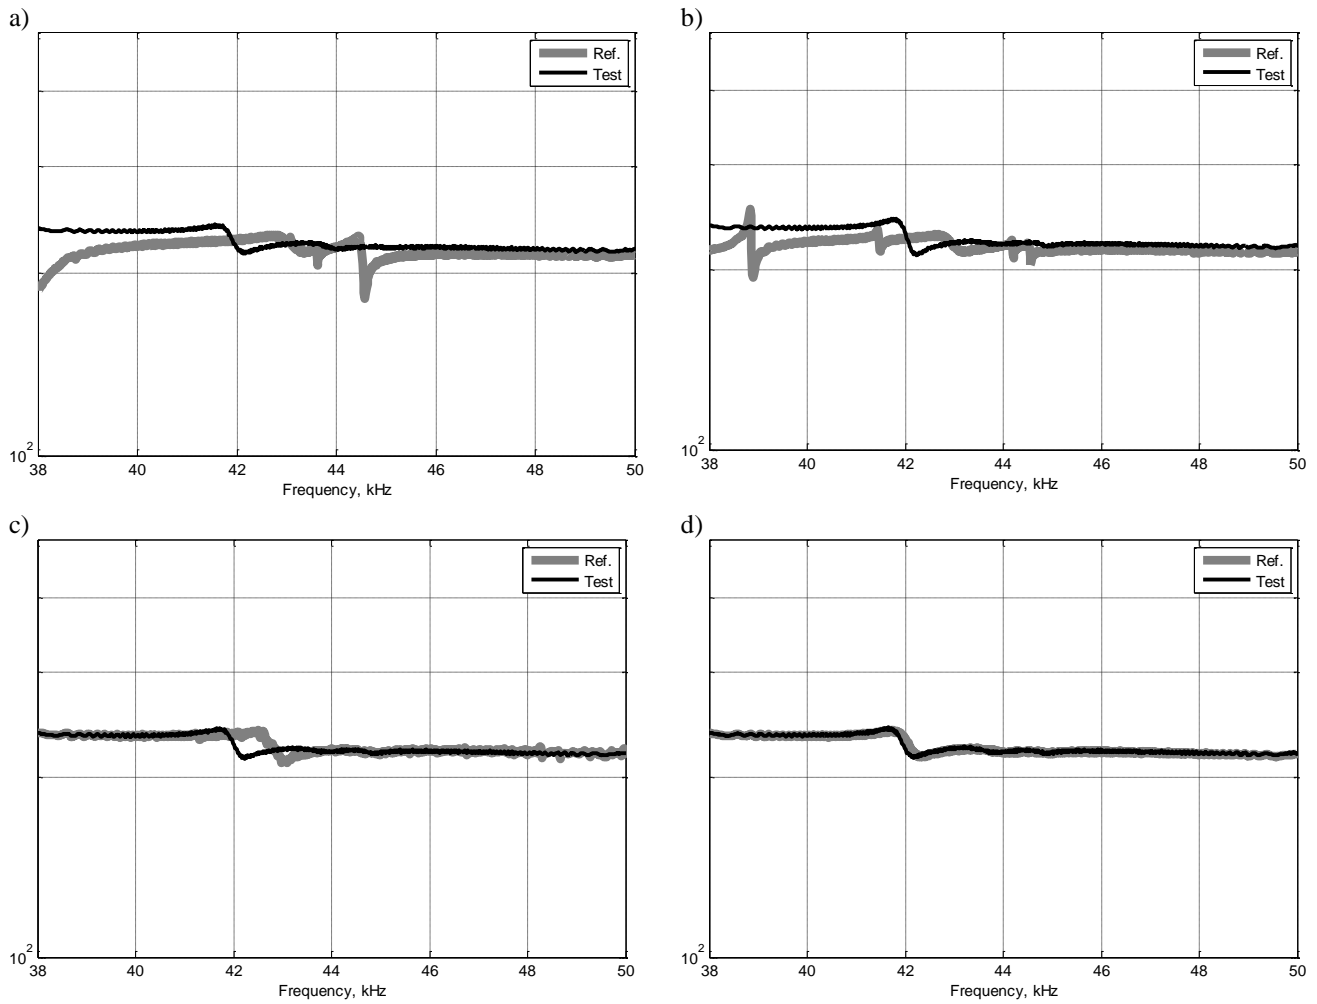 a)
Ref.
Test
10^2
38 40 42 44 46 48 50
Frequency, kHz
b)
Ref.
Test
10^2
38 40 42 44 46 48 50
Frequency, kHz
c)
Ref.
Test
10^2
38 40 42 44 46 48 50
Frequency, kHz
d)
Ref.
Test
10^2
38 40 42 44 46 48 50
Frequency, kHz